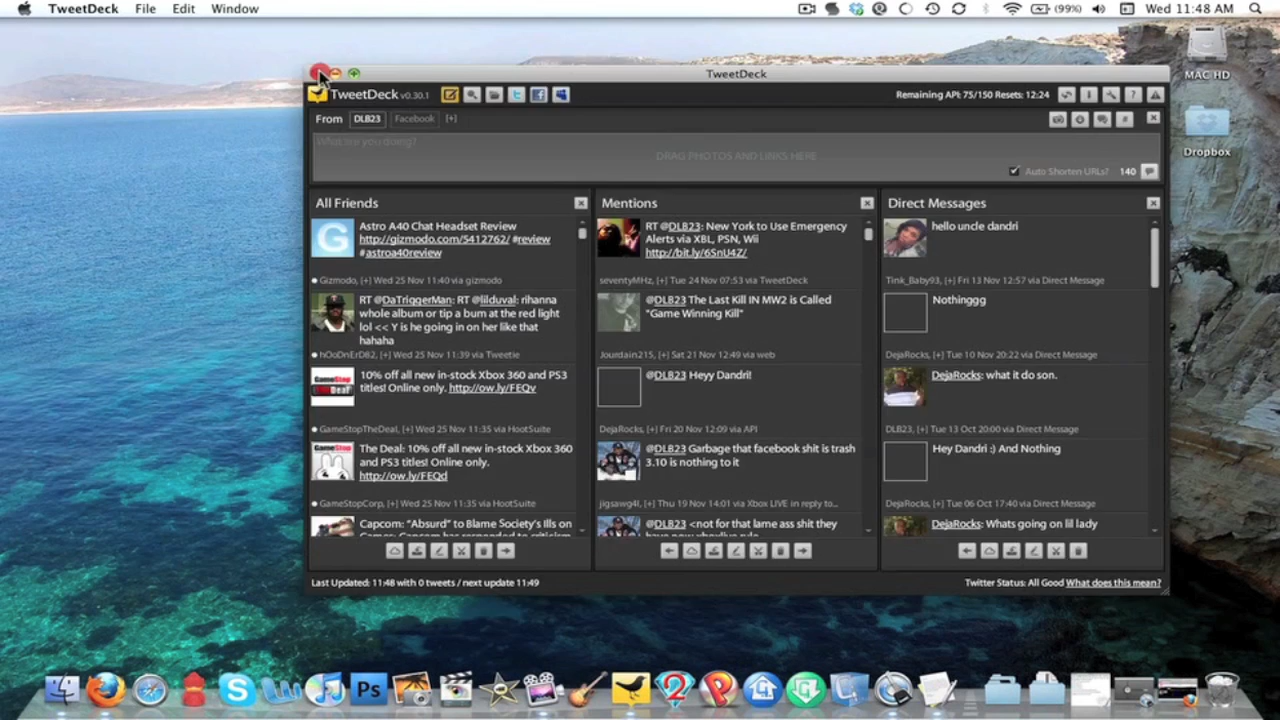 TweetDeck File Edit Window
(99%) Wed 11:48 AM
TweetDeck
MAC HD
TweetDeck v0.30.1
Remaining API: 75/150 Resets: 12:24
From DLB23 Facebook [+]
What are you doing?
DRAG PHOTOS AND LINKS HERE
Auto Shorten URLs? 140
Dropbox
All Friends
Astro A40 Chat Headset Review
http://gizmodo.com/5412762/ #review
#astroa40review
Gizmodo, [+] Wed 25 Nov 11:40 via gizmodo
RT @DaTriggerMan: RT @lilduval: rihanna
whole album or tip a bum at the red light
lol << Y is he going in on her like that
hahaha
hOoDnErD82, [+] Wed 25 Nov 11:39 via Tweetie
10% off all new in-stock Xbox 360 and PS3
titles! Online only. http://ow.ly/FEQv
GameStopTheDeal, [+] Wed 25 Nov 11:35 via HootSuite
The Deal: 10% off all new in-stock Xbox 360
and PS3 titles! Online only.
http://ow.ly/FEQd
GameStopCorp, [+] Wed 25 Nov 11:35 via HootSuite
Capcom: "Absurd" to Blame Society's Ills on
Mentions
RT @DLB23: New York to Use Emergency
Alerts via XBL, PSN, Wii
http://bit.ly/6SnU4Z/
seventyMHz, [+] Tue 24 Nov 07:53 via TweetDeck
@DLB23 The Last Kill IN MW2 is Called
"Game Winning Kill"
Jourdain215, [+] Sat 21 Nov 12:49 via web
@DLB23 Heyy Dandri!
DejaRocks, [+] Fri 20 Nov 12:09 via API
@DLB23 Garbage that facebook shit is trash
3.10 is nothing to it
jigsaw4l, [+] Thu 19 Nov 14:01 via Xbox LIVE in reply to...
@DLB23 <not for that lame ass shit they
Direct Messages
hello uncle dandri
Tink_Baby93, [+] Fri 13 Nov 12:57 via Direct Message
Nothinggg
DejaRocks, [+] Tue 10 Nov 20:22 via Direct Message
DejaRocks: what it do son.
DLB23, [+] Tue 13 Oct 20:00 via Direct Message
Hey Dandri :) And Nothing
DejaRocks, [+] Tue 06 Oct 17:40 via Direct Message
DejaRocks: Whats going on lil lady
Last Updated: 11:48 with 0 tweets / next update 11:49
Twitter Status: All Good What does this mean?
Ps